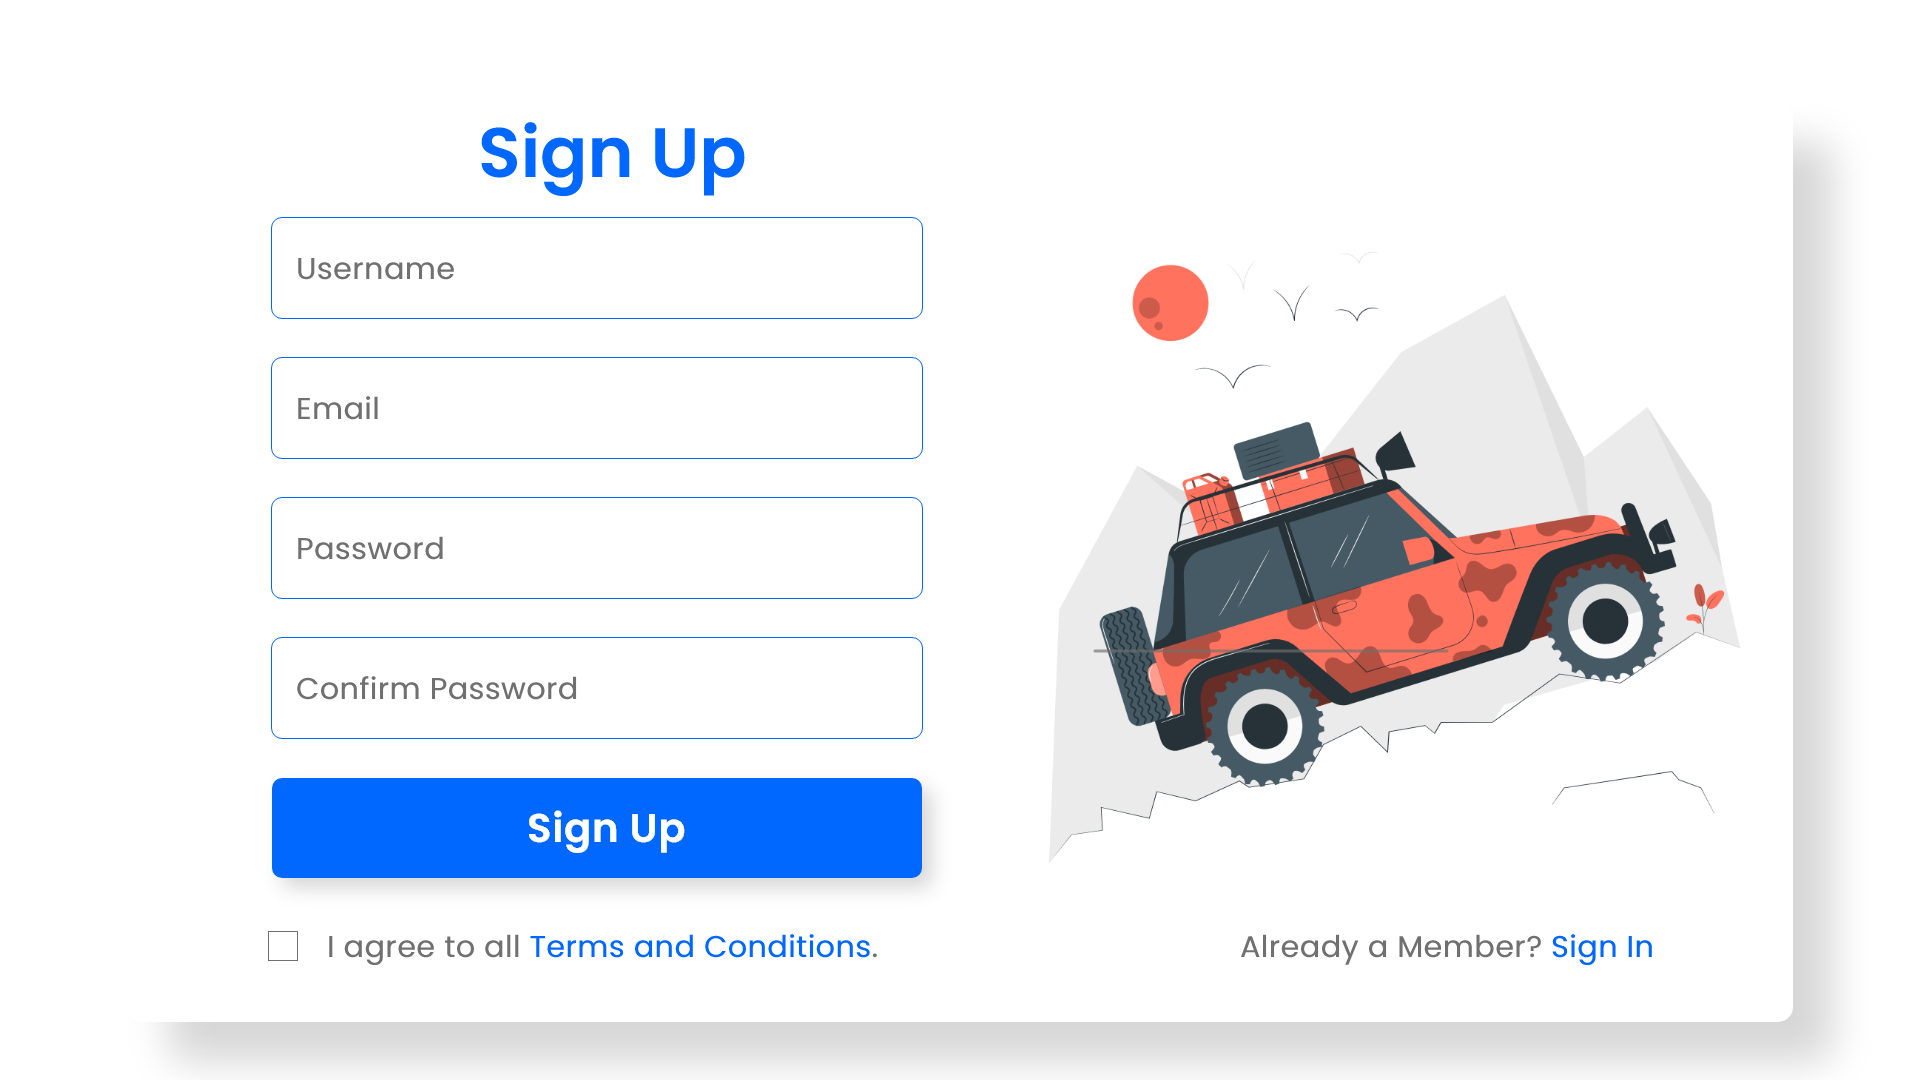 Sign Up
Username
Email
Password
Confirm Password
Sign Up
I agree to all Terms and Conditions.
Already a Member? Sign In